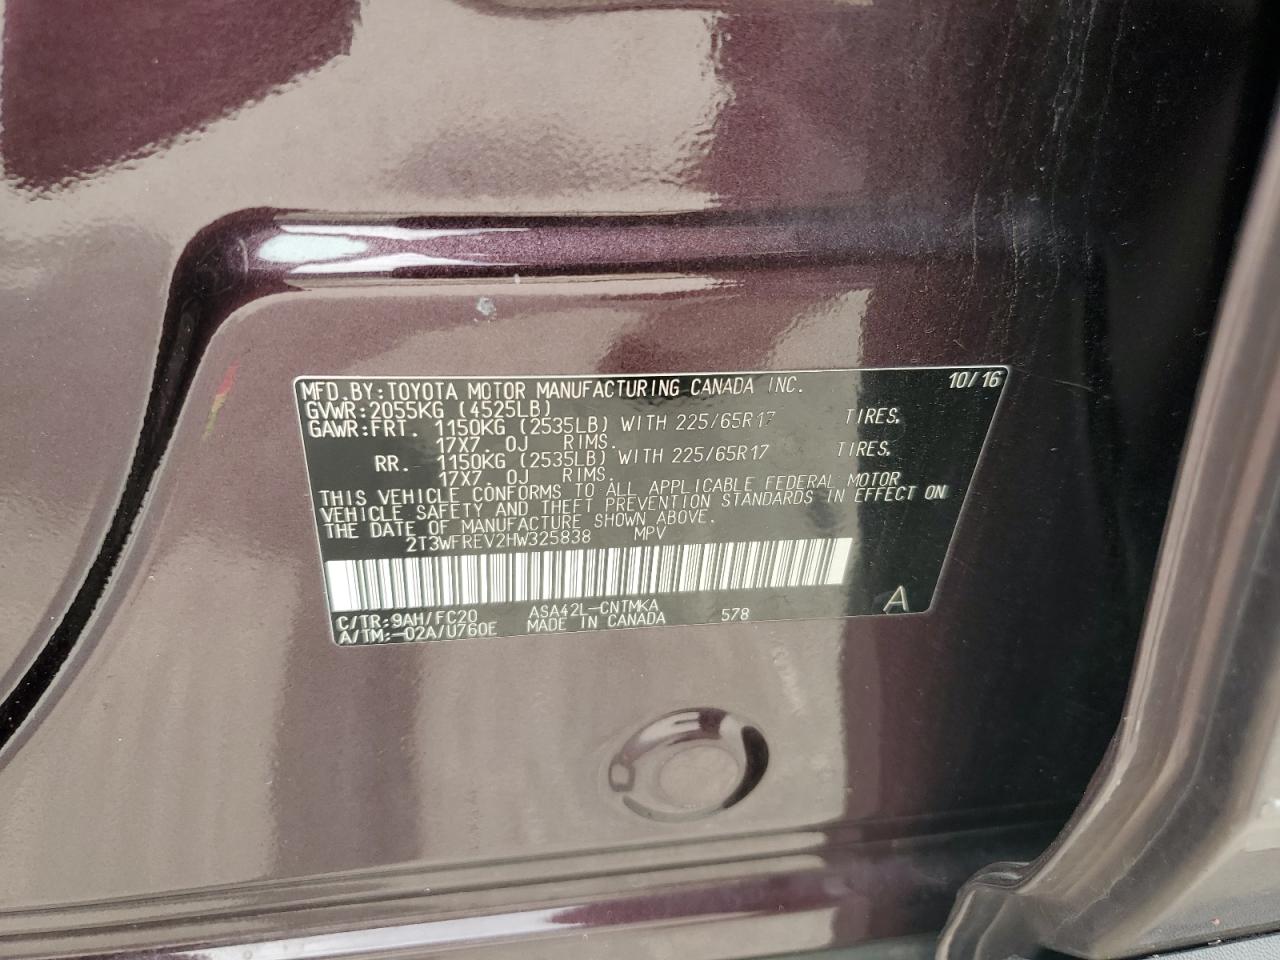 MFD.BY:TOYOTA MOTOR MANUFACTURING CANADA INC. 10/16
GVWR:2055KG (4525LB)
GAWR:FRT. 1150KG (2535LB) WITH 225/65R17 TIRES.
17X7.0J RIMS.
RR. 1150KG (2535LB) WITH 225/65R17 TIRES.
17X7.0J RIMS.
THIS VEHICLE CONFORMS TO ALL APPLICABLE FEDERAL MOTOR
VEHICLE SAFETY AND THEFT PREVENTION STANDARDS IN EFFECT ON
THE DATE OF MANUFACTURE SHOWN ABOVE.
2T3WFREV2HW325838 MPV
C/TR:9AH/FC20 ASA42L-CNTMKA 578 A
A/TM:-02A/U760E MADE IN CANADA